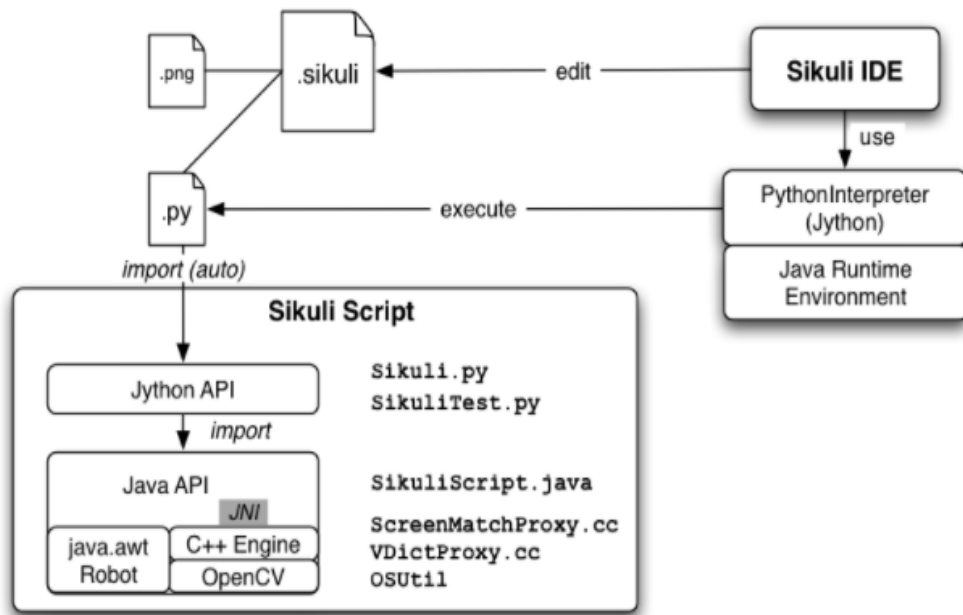 .png
.sikuli
edit
Sikuli IDE
use
.py
execute
PythonInterpreter
(Jython)
import (auto)
Java Runtime
Environment
Sikuli Script
Jython API
Sikuli.py
SikuliTest.py
import
Java API
SikuliScript.java
JNI
java.awt
Robot
C++ Engine
OpenCV
ScreenMatchProxy.cc
VDictProxy.cc
OSUtil